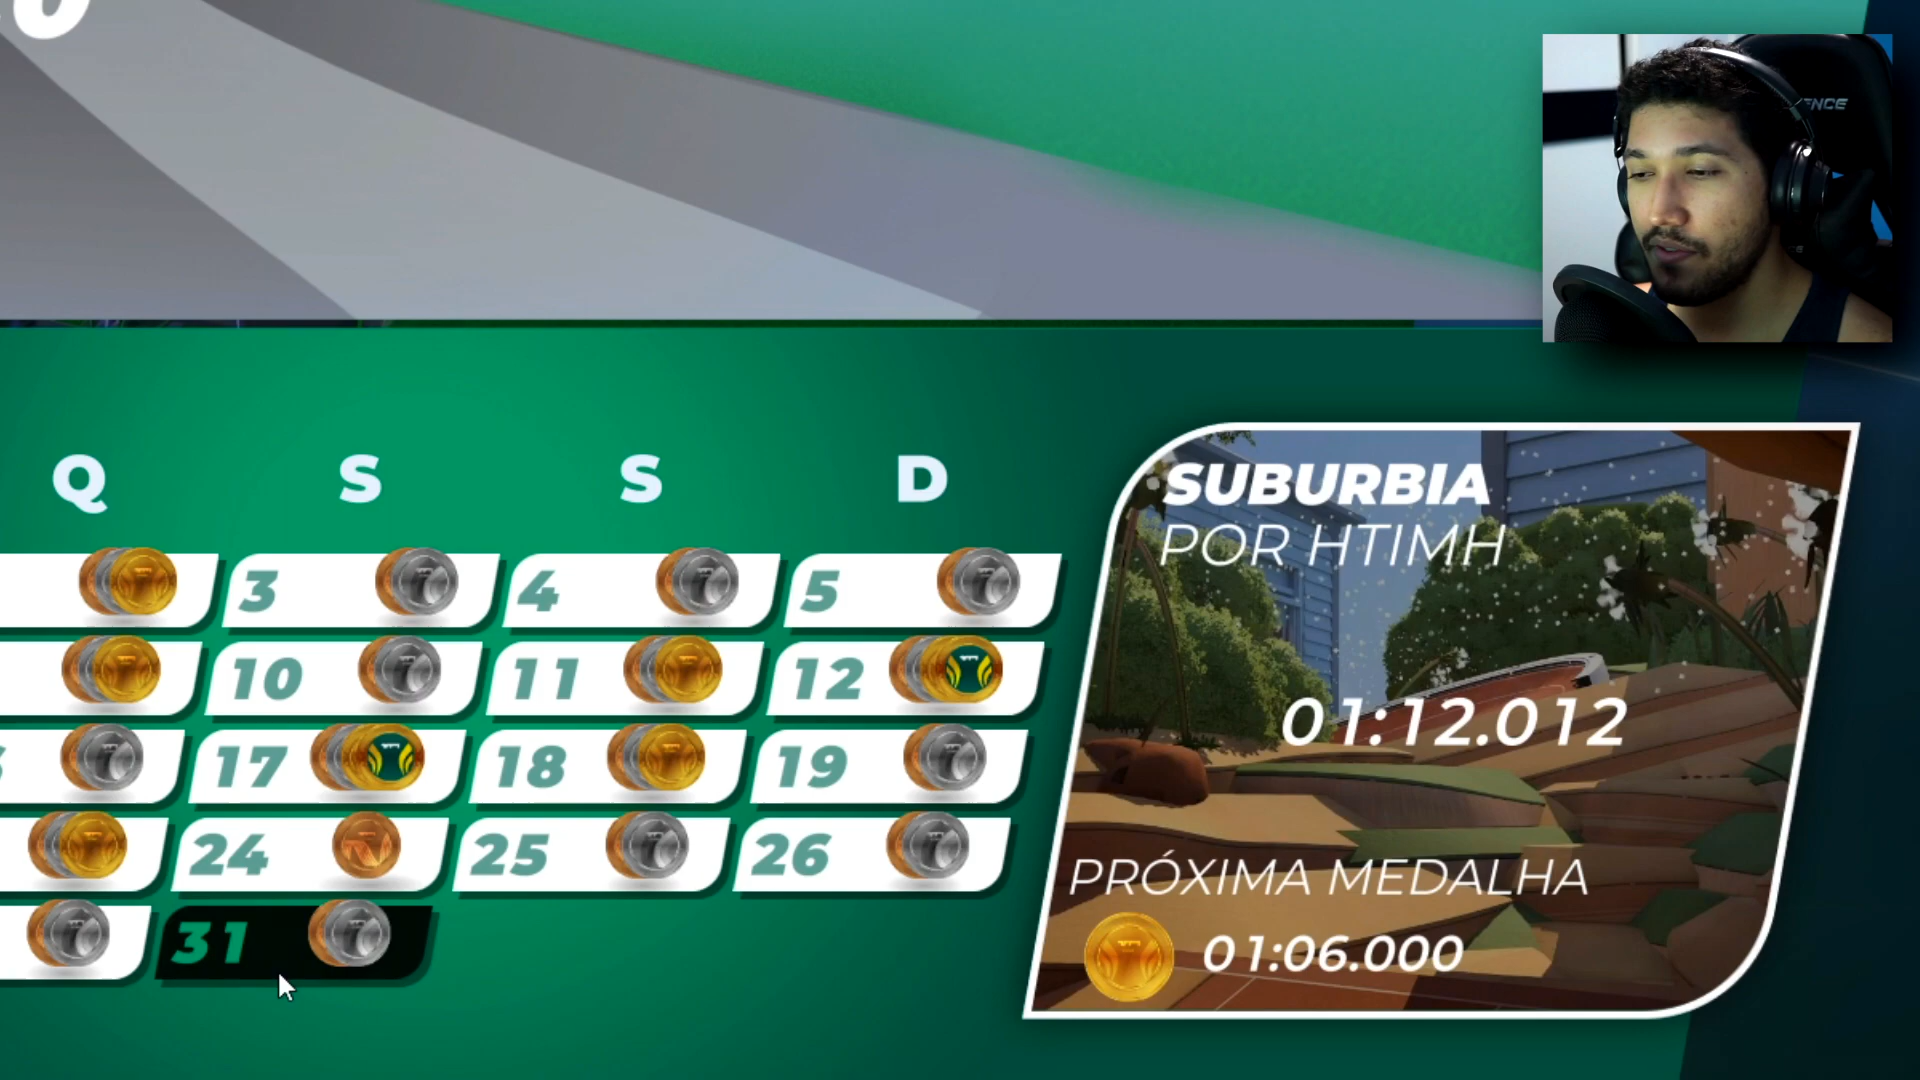 Q S S D
3 4 5
10 11 12
17 18 19
24 25 26
31
SUBURBIA
POR HTIMH
01:12.012
PRÓXIMA MEDALHA
01:06.000